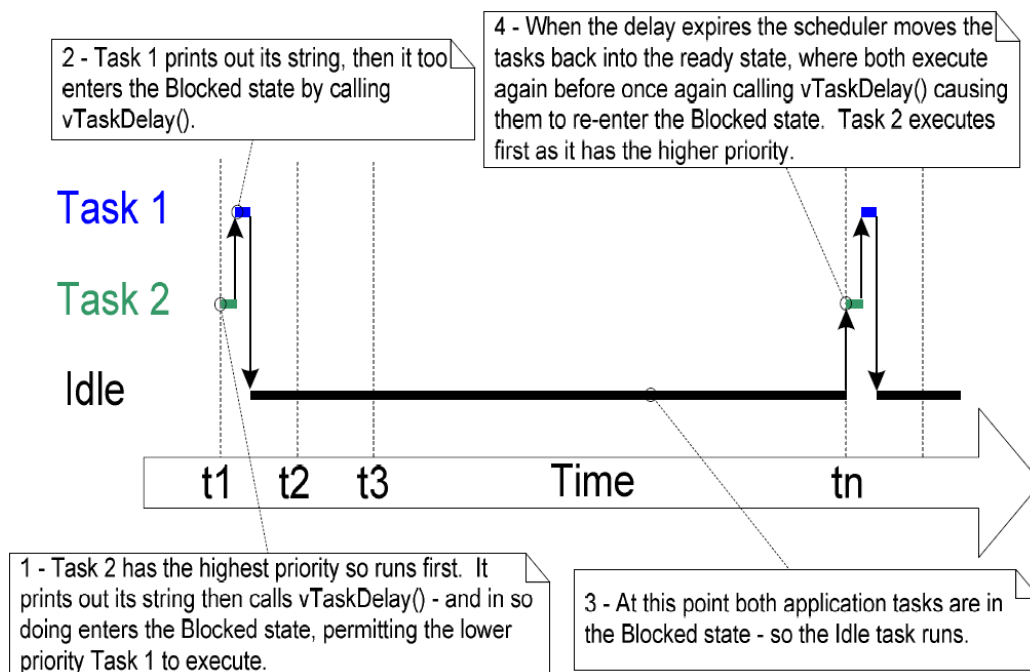 2 - Task 1 prints out its string, then it too
enters the Blocked state by calling
vTaskDelay().
4 - When the delay expires the scheduler moves the
tasks back into the ready state, where both execute
again before once again calling vTaskDelay() causing
them to re-enter the Blocked state.  Task 2 executes
first as it has the higher priority.
Task 1
Task 2
Idle
t1 t2 t3 Time tn
1 - Task 2 has the highest priority so runs first.  It
prints out its string then calls vTaskDelay() - and in so
doing enters the Blocked state, permitting the lower
priority Task 1 to execute.
3 - At this point both application tasks are in
the Blocked state - so the Idle task runs.